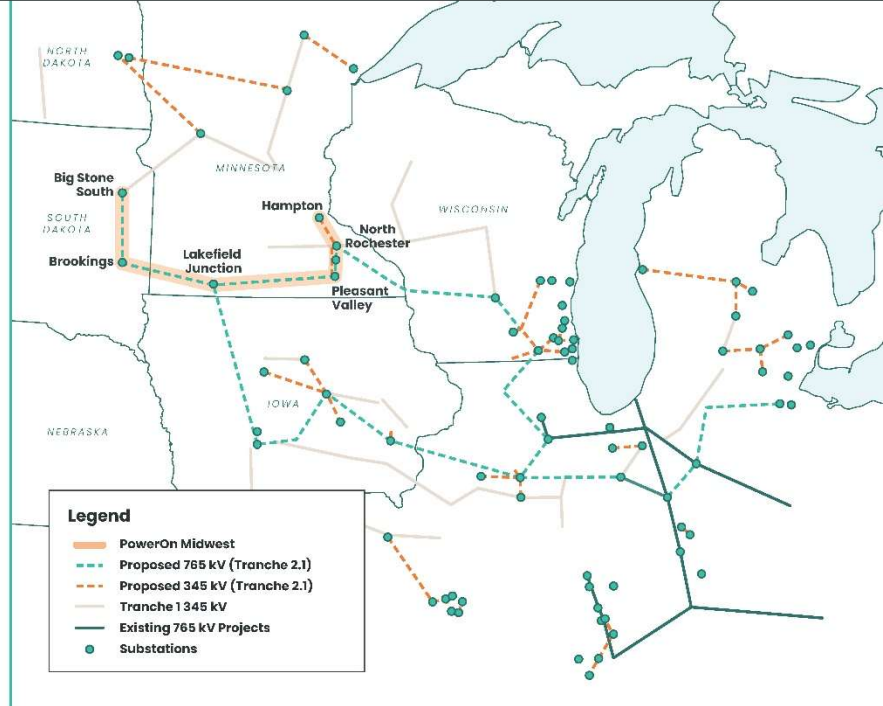 NORTH
DAKOTA
MINNESOTA
Big Stone
South
SOUTH
DAKOTA
Brookings
Lakefield
Junction
Hampton
North
Rochester
Pleasant
Valley
WISCONSIN
IOWA
NEBRASKA
Legend
PowerOn Midwest
Proposed 765 kV (Tranche 2.1)
Proposed 345 kV (Tranche 2.1)
Tranche 1 345 kV
Existing 765 kV Projects
Substations